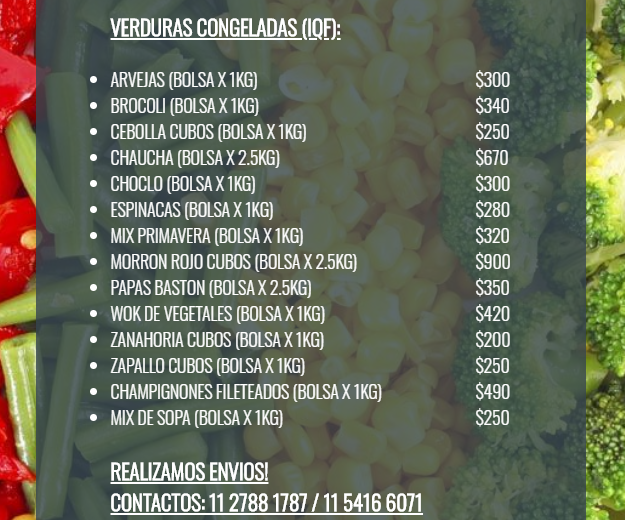 VERDURAS CONGELADAS (IQF):
• ARVEJAS (BOLSA X 1KG) $300
• BROCOLI (BOLSA X 1KG) $340
• CEBOLLA CUBOS (BOLSA X 1KG) $250
• CHAUCHA (BOLSA X 2.5KG) $670
• CHOCLO (BOLSA X 1KG) $300
• ESPINACAS (BOLSA X 1KG) $280
• MIX PRIMAVERA (BOLSA X 1KG) $320
• MORRON ROJO CUBOS (BOLSA X 2.5KG) $900
• PAPAS BASTON (BOLSA X 2.5KG) $350
• WOK DE VEGETALES (BOLSA X 1KG) $420
• ZANAHORIA CUBOS (BOLSA X 1KG) $200
• ZAPALLO CUBOS (BOLSA X 1KG) $250
• CHAMPIGNONES FILETEADOS (BOLSA X 1KG) $490
• MIX DE SOPA (BOLSA X 1KG) $250
REALIZAMOS ENVIOS!
CONTACTOS: 11 2788 1787 / 11 5416 6071